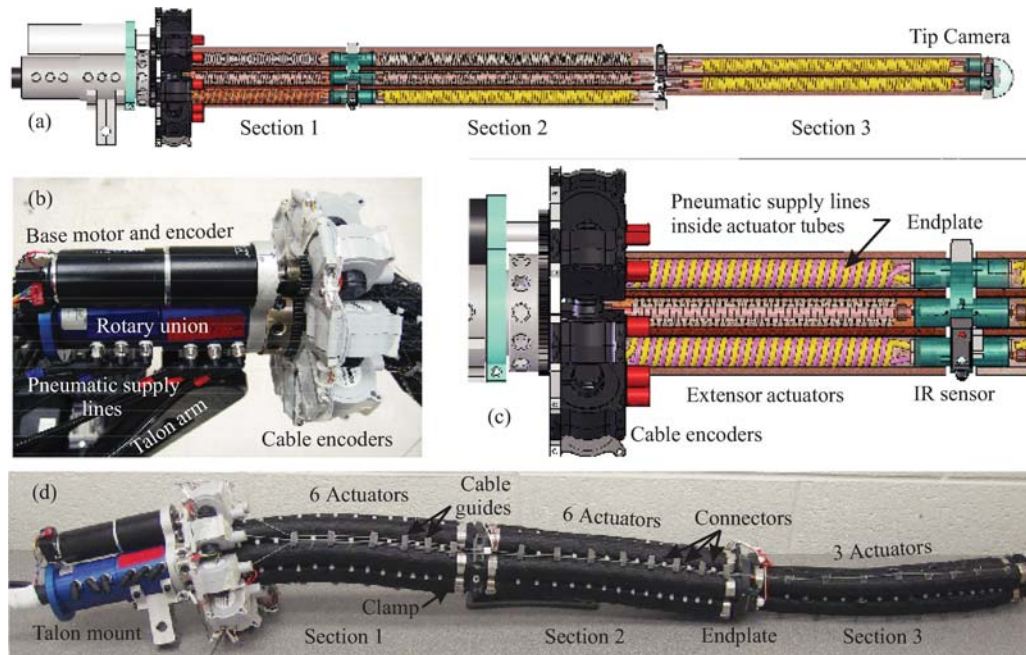 Tip Camera
(a)
Section 1
Section 2
Section 3
(b)
Base motor and encoder
Rotary union
Pneumatic supply
lines
Talon arm
Cable encoders
Pneumatic supply lines
inside actuator tubes
Endplate
(c)
Extensor actuators
IR sensor
Cable encoders
(d)
6 Actuators
Cable
guides
6 Actuators
Connectors
3 Actuators
Clamp
Talon mount
Section 1
Section 2
Endplate
Section 3